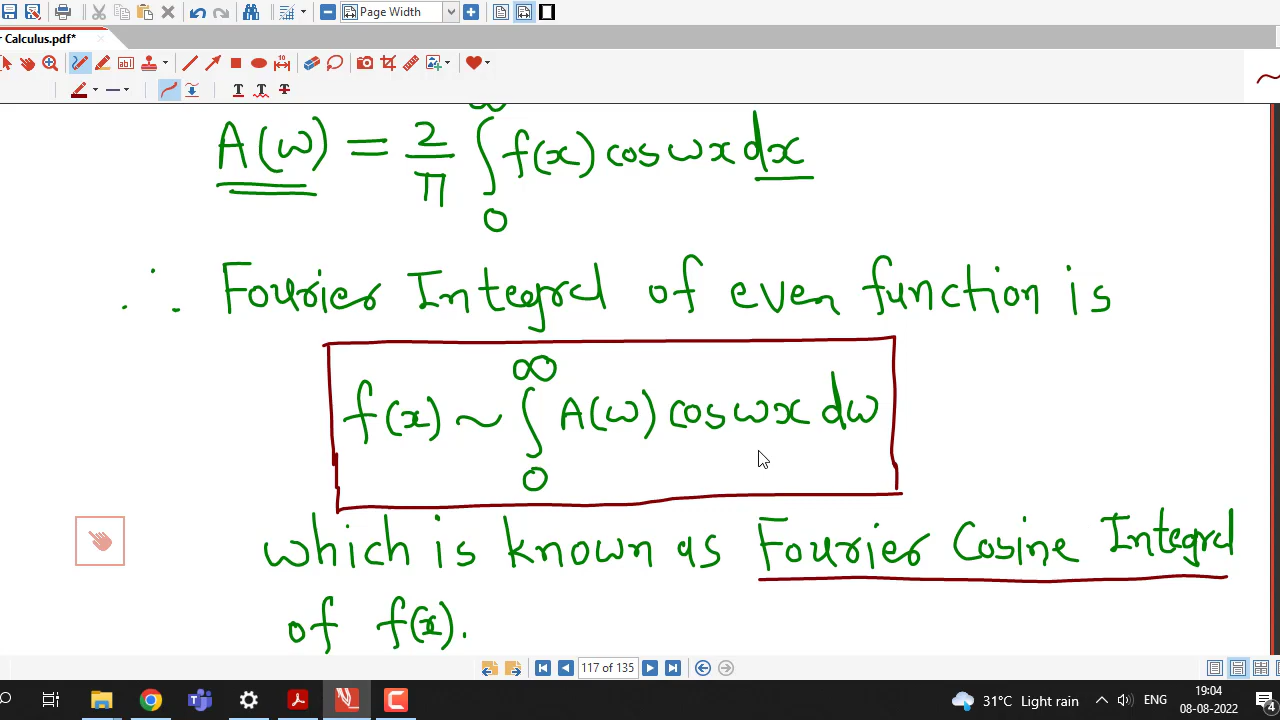 Page Width
r Calculus.pdf*
10
∞
A(ω) = 2/π ∫ f(x) cos ωx dx
0
∴ Fourier Integral of even function is
∞
f(x) ~ ∫ A(ω) cos ωx dω
0
which is known as Fourier Cosine Integral
of f(x).
117 of 135
31°C Light rain
ENG
19:04
08-08-2022
4